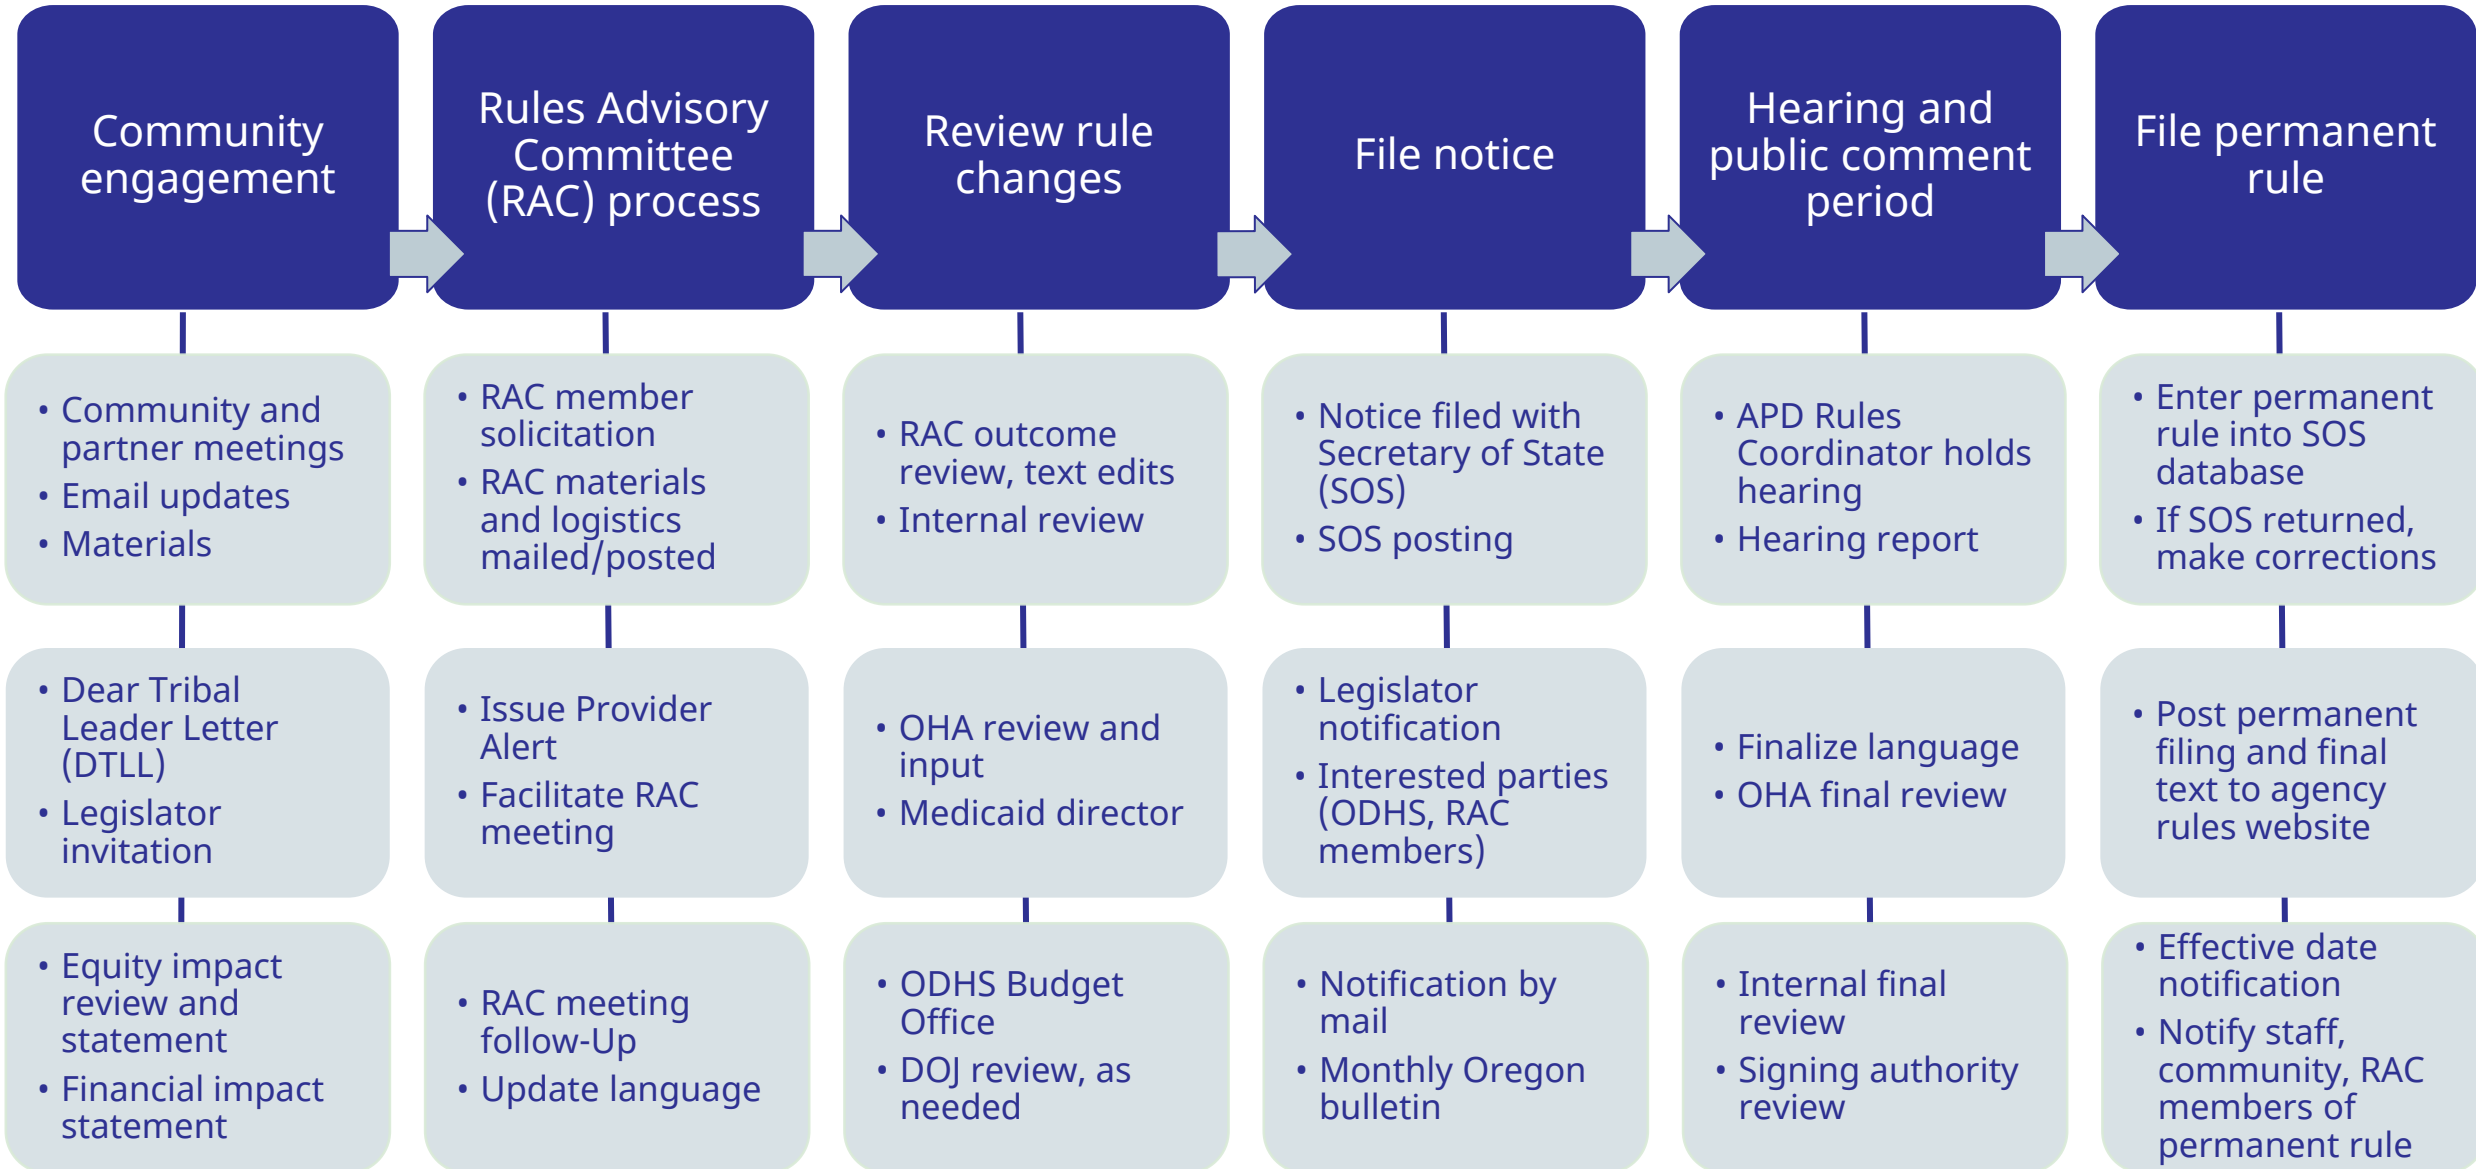 Community
engagement
Rules Advisory
Committee
(RAC) process
Review rule
changes
File notice
Hearing and
public comment
period
File permanent
rule
• Community and
partner meetings
• Email updates
• Materials
• Dear Tribal
Leader Letter
(DTLL)
• Legislator
invitation
• Equity impact
review and
statement
• Financial impact
statement
• RAC member
solicitation
• RAC materials
and logistics
mailed/posted
• Issue Provider
Alert
• Facilitate RAC
meeting
• RAC meeting
follow-Up
• Update language
• RAC outcome
review, text edits
• Internal review
• OHA review and
input
• Medicaid director
• ODHS Budget
Office
• DOJ review, as
needed
• Notice filed with
Secretary of State
(SOS)
• SOS posting
• Legislator
notification
• Interested parties
(ODHS, RAC
members)
• Notification by
mail
• Monthly Oregon
bulletin
• APD Rules
Coordinator holds
hearing
• Hearing report
• Finalize language
• OHA final review
• Internal final
review
• Signing authority
review
• Enter permanent
rule into SOS
database
• If SOS returned,
make corrections
• Post permanent
filing and final
text to agency
rules website
• Effective date
notification
• Notify staff,
community, RAC
members of
permanent rule